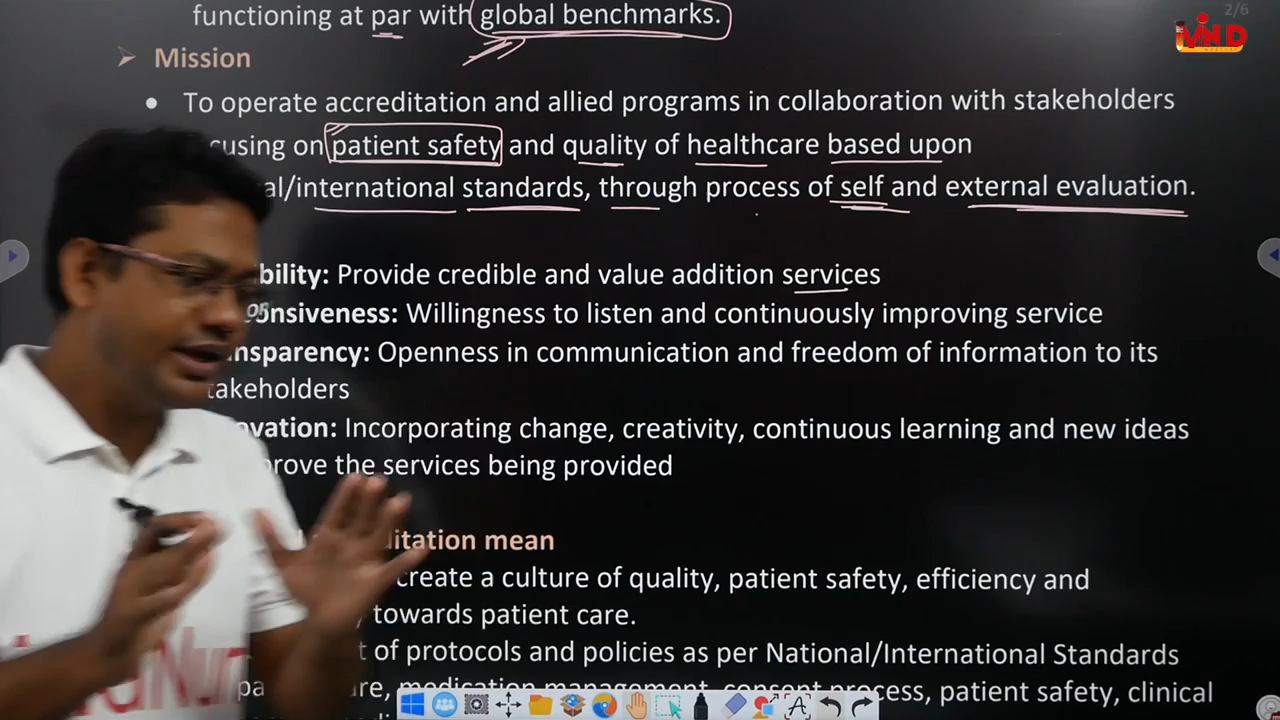 functioning at par with global benchmarks.
2/6
MIND
Mission
To operate accreditation and allied programs in collaboration with stakeholders
cusing on patient safety and quality of healthcare based upon
al/international standards, through process of self and external evaluation.
bility: Provide credible and value addition services
onsiveness: Willingness to listen and continuously improving service
nsparency: Openness in communication and freedom of information to its
takeholders
ovation: Incorporating change, creativity, continuous learning and new ideas
prove the services being provided
itation mean
create a culture of quality, patient safety, efficiency and
towards patient care.
t of protocols and policies as per National/International Standards
pa re, medication management, consent process, patient safety, clinical